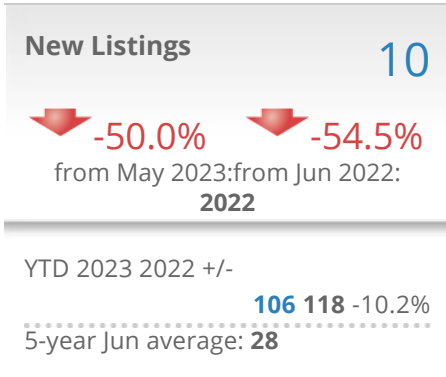 New Listings
10
-50.0% -54.5%
from May 2023:from Jun 2022:
2022
YTD 2023 2022 +/-
106 118 -10.2%
5-year Jun average: 28